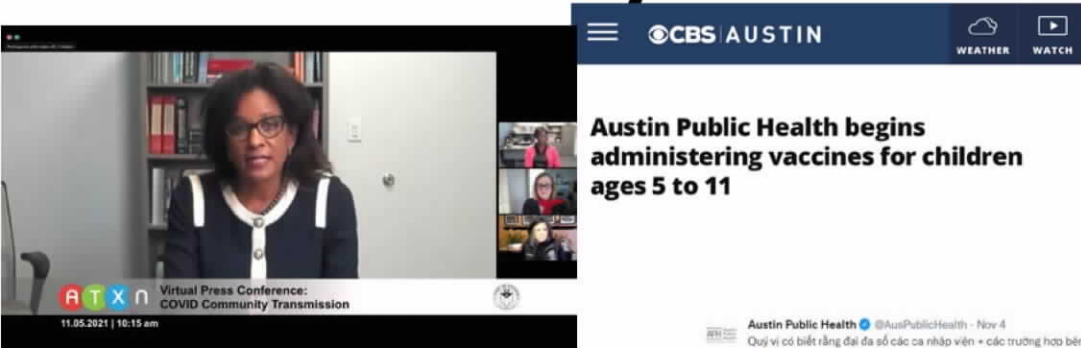 ATXN
Virtual Press Conference:
COVID Community Transmission
11.05.2021 | 10:15 am
CBS AUSTIN
WEATHER
WATCH
Austin Public Health begins
administering vaccines for children
ages 5 to 11
Austin Public Health @AusPublicHealth · Nov 4
Quý vị có biết rằng đại đa số các ca nhập viện + các trường hợp